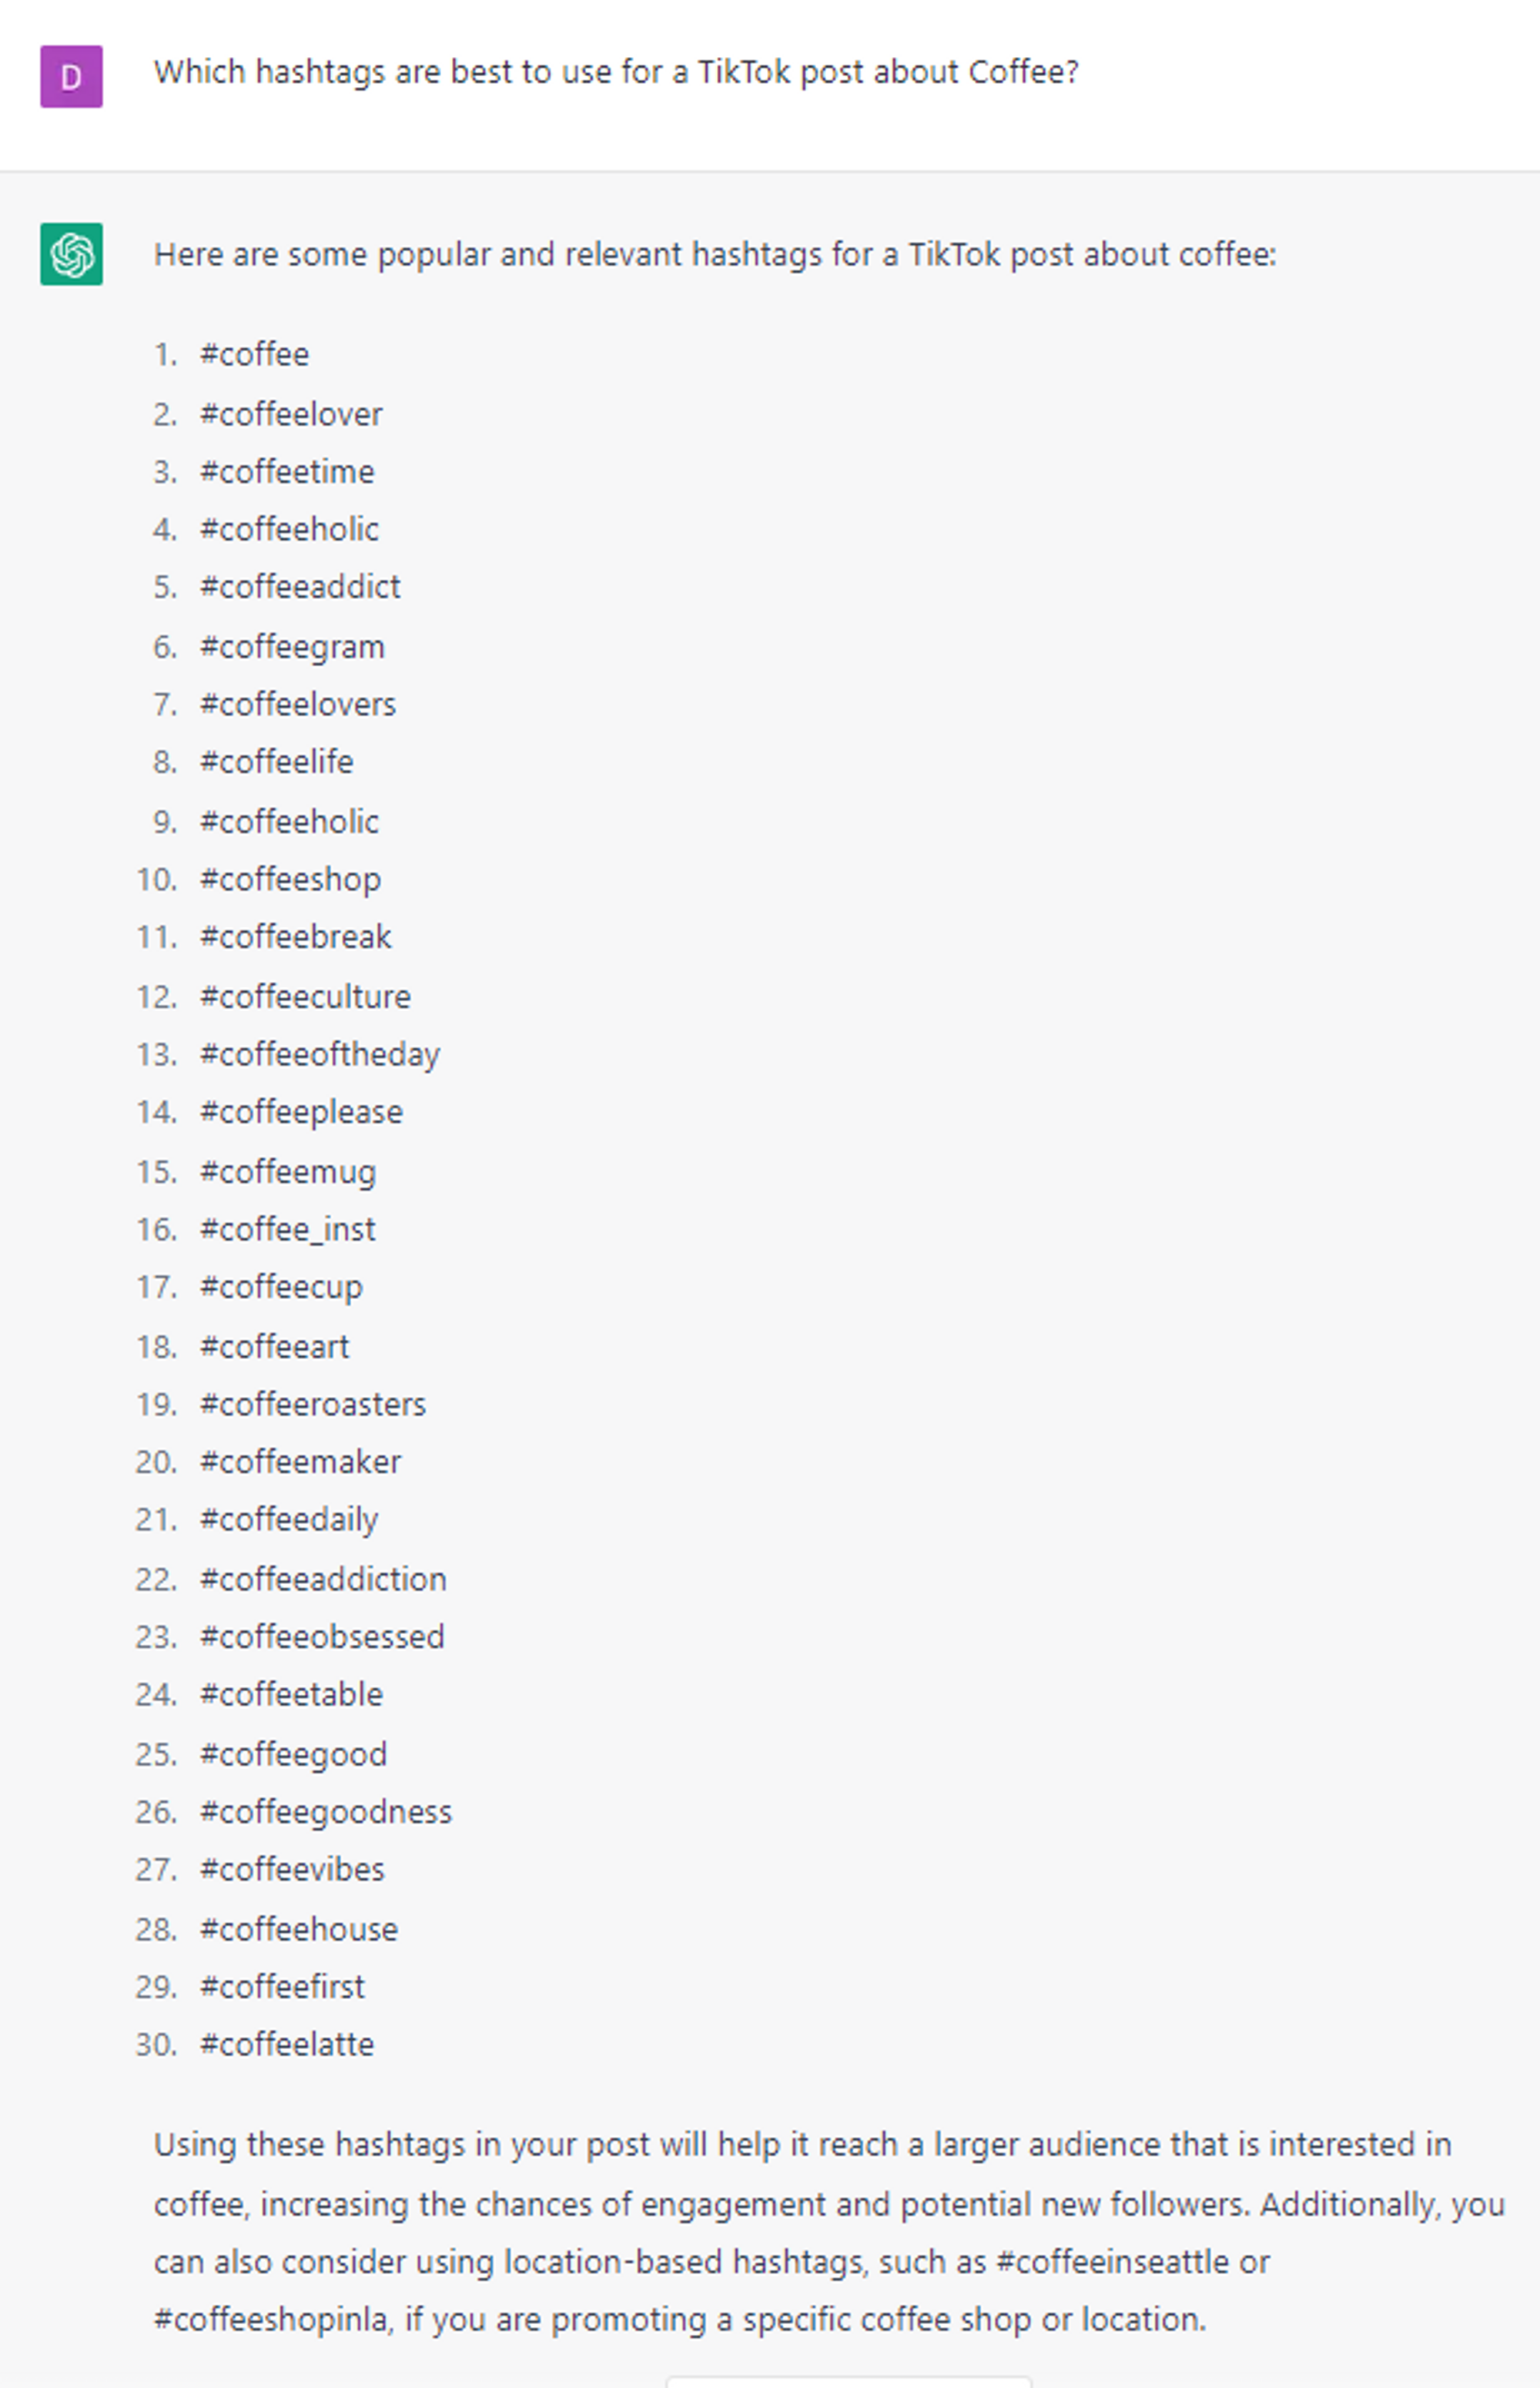 D
Which hashtags are best to use for a TikTok post about Coffee?
Here are some popular and relevant hashtags for a TikTok post about coffee:
1. #coffee
2. #coffeelover
3. #coffeetime
4. #coffeeholic
5. #coffeeaddict
6. #coffeegram
7. #coffeelovers
8. #coffeelife
9. #coffeeholic
10. #coffeeshop
11. #coffeebreak
12. #coffeeculture
13. #coffeeoftheday
14. #coffeeplease
15. #coffeemug
16. #coffee_inst
17. #coffeecup
18. #coffeeart
19. #coffeeroasters
20. #coffeemaker
21. #coffeedaily
22. #coffeeaddiction
23. #coffeeobsessed
24. #coffeetable
25. #coffeegood
26. #coffeegoodness
27. #coffeevibes
28. #coffeehouse
29. #coffeefirst
30. #coffeelatte
Using these hashtags in your post will help it reach a larger audience that is interested in
coffee, increasing the chances of engagement and potential new followers. Additionally, you
can also consider using location-based hashtags, such as #coffeeinseattle or
#coffeeshopinla, if you are promoting a specific coffee shop or location.